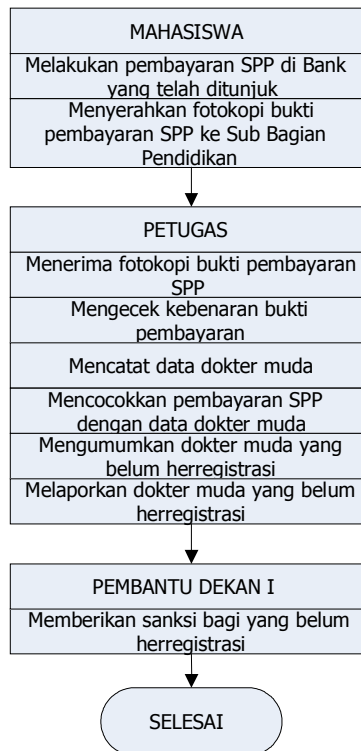 MAHASISWA
Melakukan pembayaran SPP di Bank
yang telah ditunjuk
Menyerahkan fotokopi bukti
pembayaran SPP ke Sub Bagian
Pendidikan
PETUGAS
Menerima fotokopi bukti pembayaran
SPP
Mengecek kebenaran bukti
pembayaran
Mencatat data dokter muda
Mencocokkan pembayaran SPP
dengan data dokter muda
Mengumumkan dokter muda yang
belum herregistrasi
Melaporkan dokter muda yang belum
herregistrasi
PEMBANTU DEKAN I
Memberikan sanksi bagi yang belum
herregistrasi
SELESAI